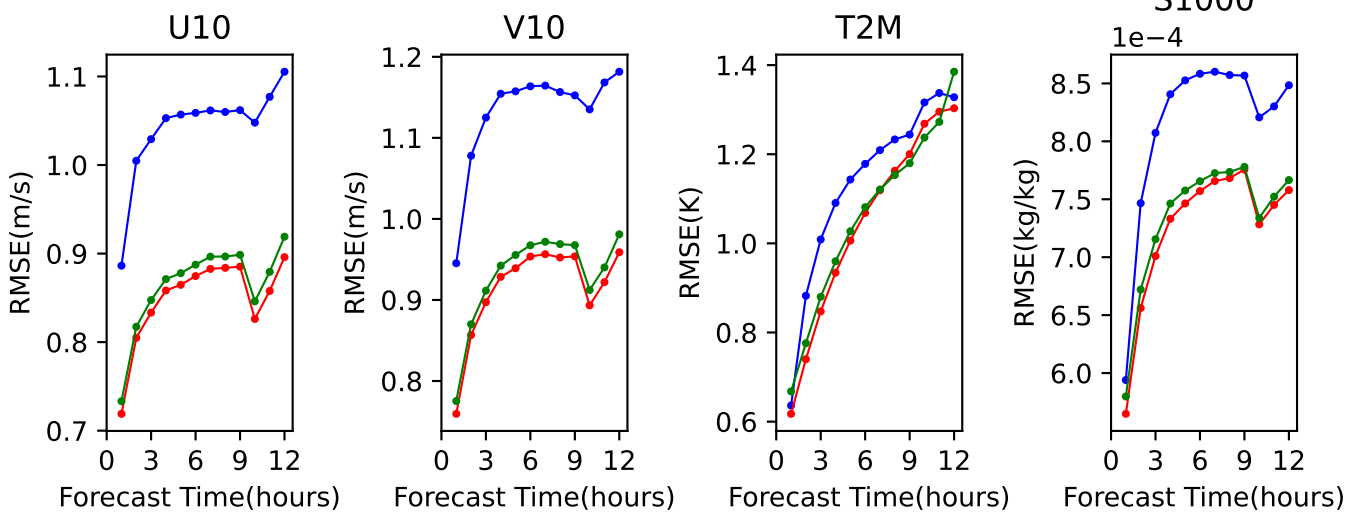 U10
1.1
1.0
0.9
0.8
0.7
0 3 6 9 12
RMSE(m/s)
Forecast Time(hours)
V10
1.2
1.1
1.0
0.9
0.8
0 3 6 9 12
RMSE(m/s)
Forecast Time(hours)
T2M
1.4
1.2
1.0
0.8
0.6
0 3 6 9 12
RMSE(K)
Forecast Time(hours)
S1000
1e−4
8.5
8.0
7.5
7.0
6.5
6.0
0 3 6 9 12
RMSE(kg/kg)
Forecast Time(hours)